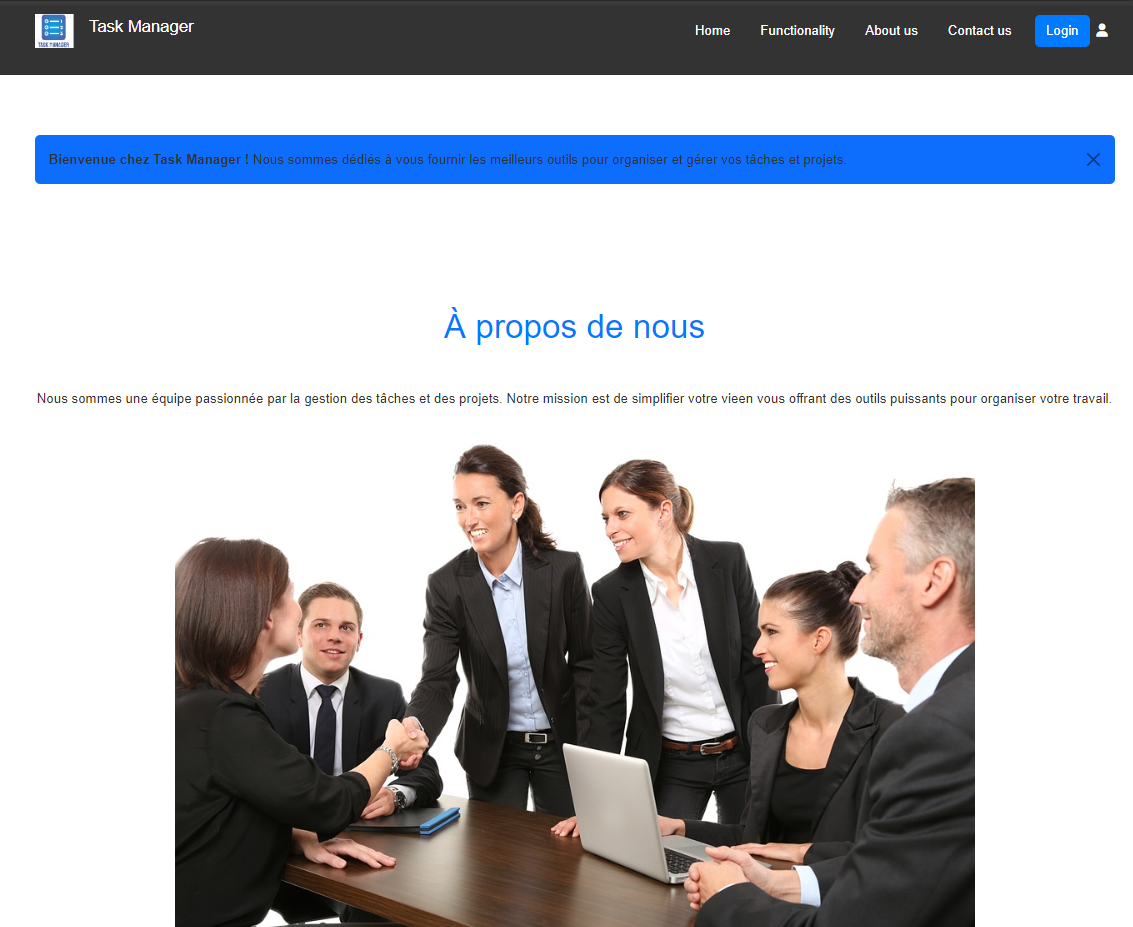 Task Manager
Home Functionality About us Contact us Login
TASK MANAGER
Bienvenue chez Task Manager ! Nous sommes dédiés à vous fournir les meilleurs outils pour organiser et gérer vos tâches et projets.
À propos de nous
Nous sommes une équipe passionnée par la gestion des tâches et des projets. Notre mission est de simplifier votre vieen vous offrant des outils puissants pour organiser votre travail.